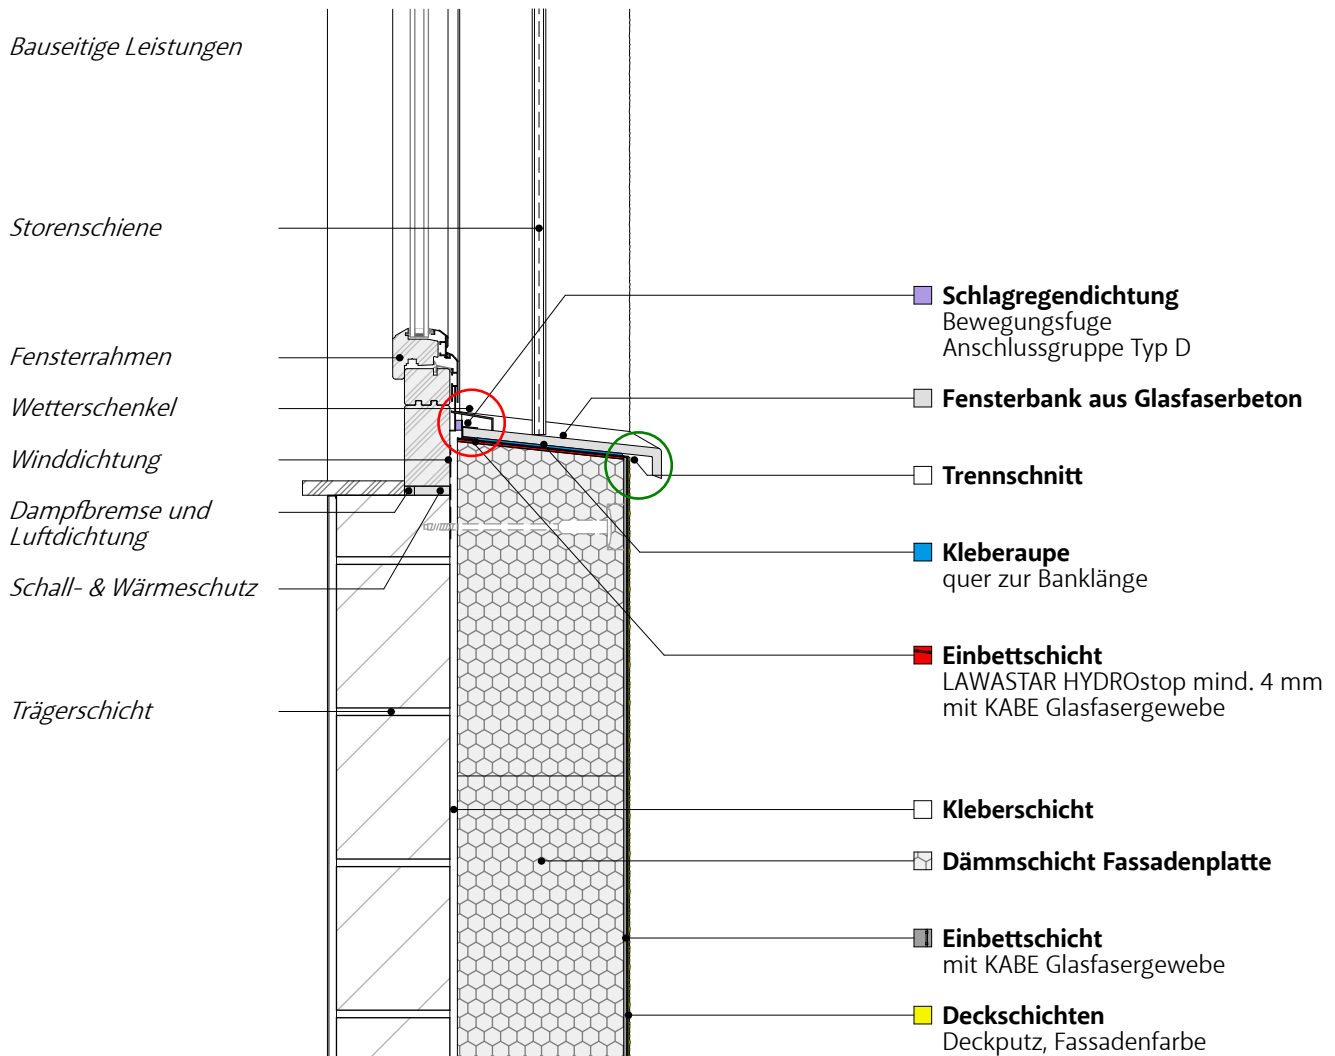 Bauseitige Leistungen
Storenschiene
Fensterrahmen
Wetterschenkel
Winddichtung
Dampfbremse und
Luftdichtung
Schall- & Wärmeschutz
Trägerschicht
Schlagregendichtung
Bewegungsfuge
Anschlussgruppe Typ D
Fensterbank aus Glasfaserbeton
Trennschnitt
Kleberaupe
quer zur Banklänge
Einbettschicht
LAWASTAR HYDROstop mind. 4 mm
mit KABE Glasfasergewebe
Kleberschicht
Dämmschicht Fassadenplatte
Einbettschicht
mit KABE Glasfasergewebe
Deckschichten
Deckputz, Fassadenfarbe